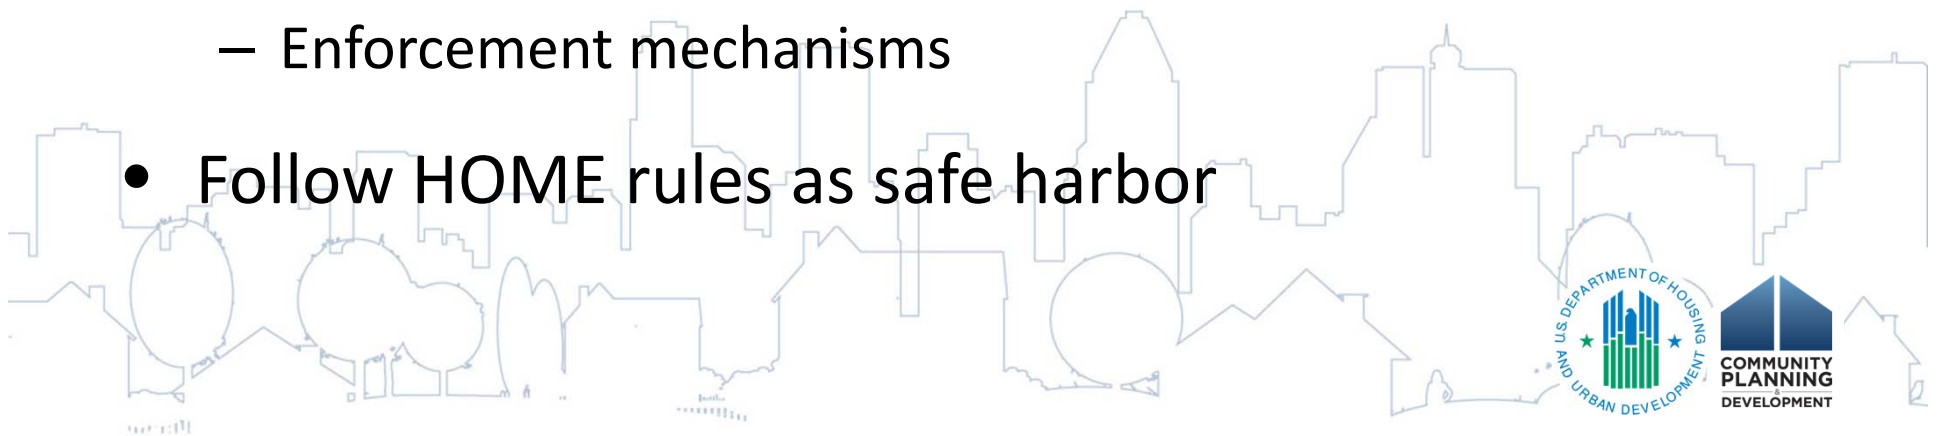 – Enforcement mechanisms
• Follow HOME rules as safe harbor
U.S. DEPARTMENT OF HOUSING
AND URBAN DEVELOPMENT
COMMUNITY
PLANNING
&
DEVELOPMENT